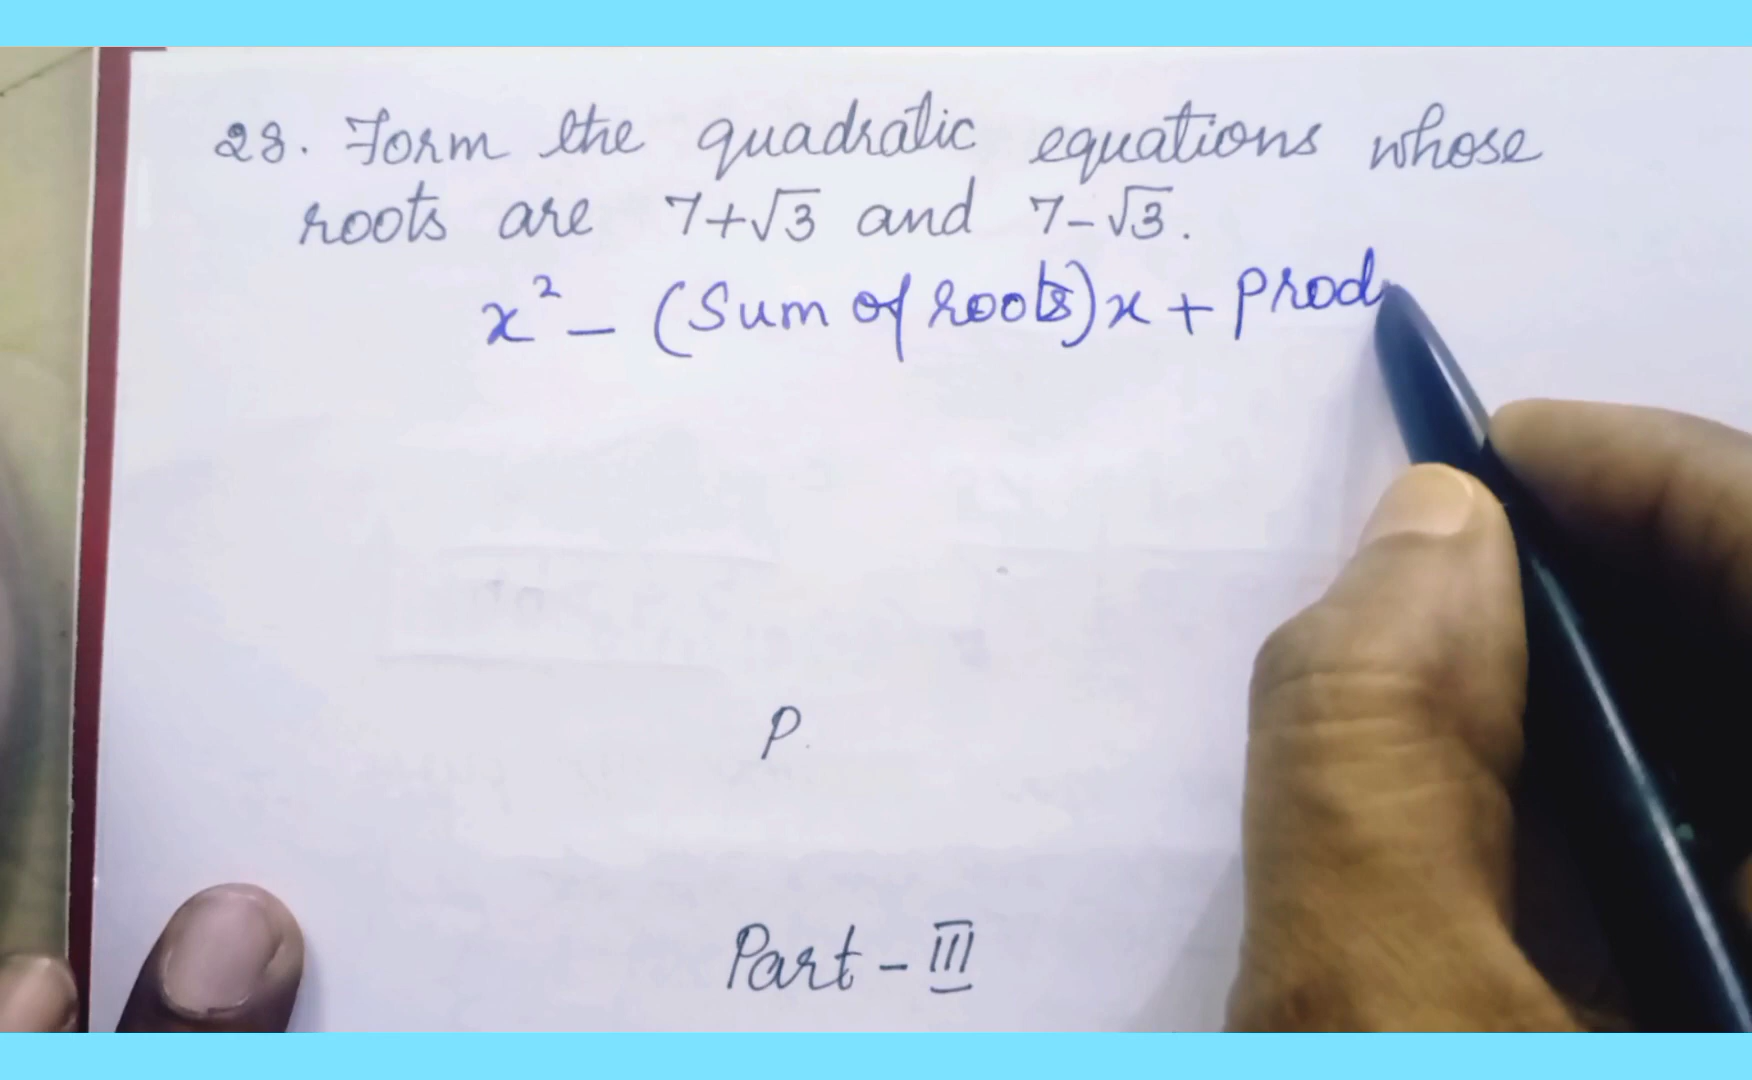 28. Form the quadratic equations whose
roots are 7+√3 and 7-√3.
x² - (Sum of roots)x + prod
P.
Part - III